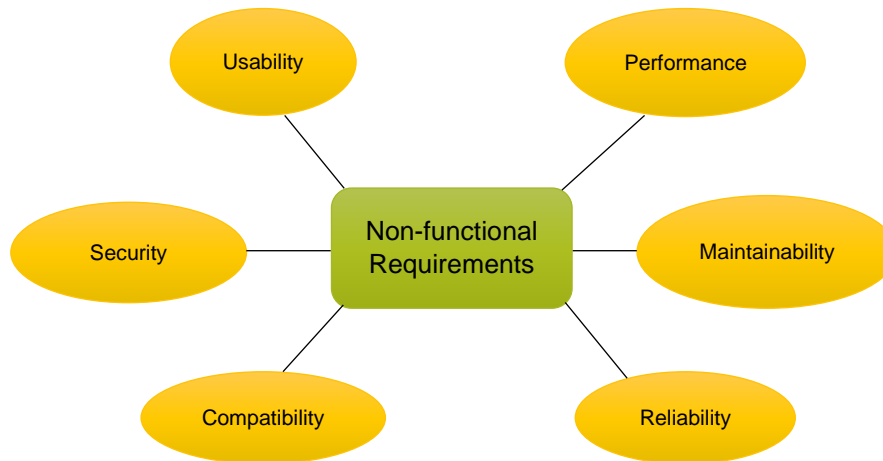 Usability
Performance
Non-functional
Requirements
Security
Maintainability
Compatibility
Reliability